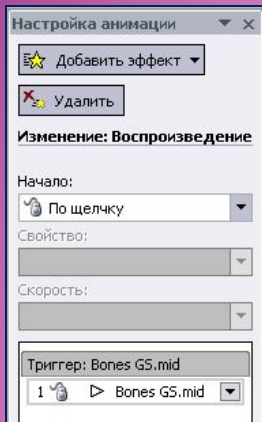 Настройка анимации
Добавить эффект
Удалить
Изменение: Воспроизведение
Начало:
По щелчку
Свойство:
Скорость:
Триггер: Bones GS.mid
1 Bones GS.mid